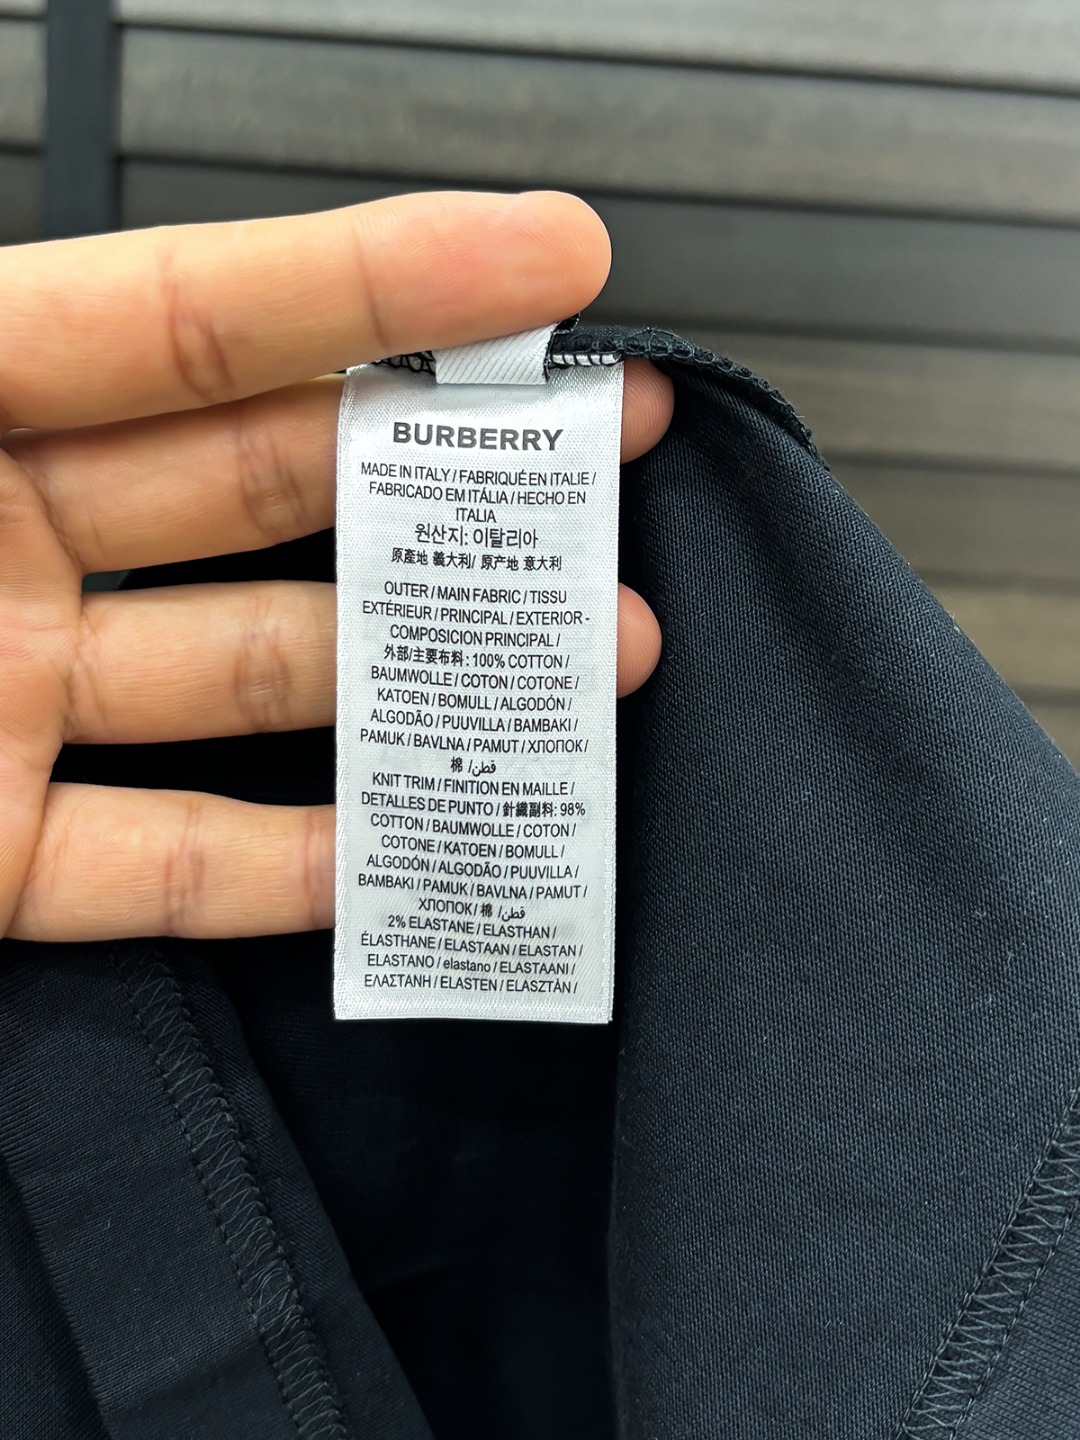 BURBERRY
MADE IN ITALY / FABRIQUÉ EN ITALIE /
FABRICADO EM ITÁLIA / HECHO EN
ITALIA
원산지: 이탈리아
原產地 義大利/ 原产地 意大利
OUTER / MAIN FABRIC / TISSU
EXTÉRIEUR / PRINCIPAL / EXTERIOR -
COMPOSICION PRINCIPAL /
外部/主要布料: 100% COTTON /
BAUMWOLLE / COTON / COTONE /
KATOEN / BOMULL / ALGODÓN /
ALGODÃO / PUUVILLA / BAMBAKI /
PAMUK / BAVLNA / PAMUT / ХЛОПОК /
棉 /قطن
KNIT TRIM / FINITION EN MAILLE /
DETALLES DE PUNTO / 針織副料: 98%
COTTON / BAUMWOLLE / COTON /
COTONE / KATOEN / BOMULL /
ALGODÓN / ALGODÃO / PUUVILLA /
BAMBAKI / PAMUK / BAVLNA / PAMUT /
ХЛОПОК / 棉 /قطن
2% ELASTANE / ELASTHAN /
ÉLASTHANE / ELASTAAN / ELASTAN /
ELASTANO / elastano / ELASTAANI /
ΕΛΑΣΤΑΝΗ / ELASTEN / ELASZTÀN /